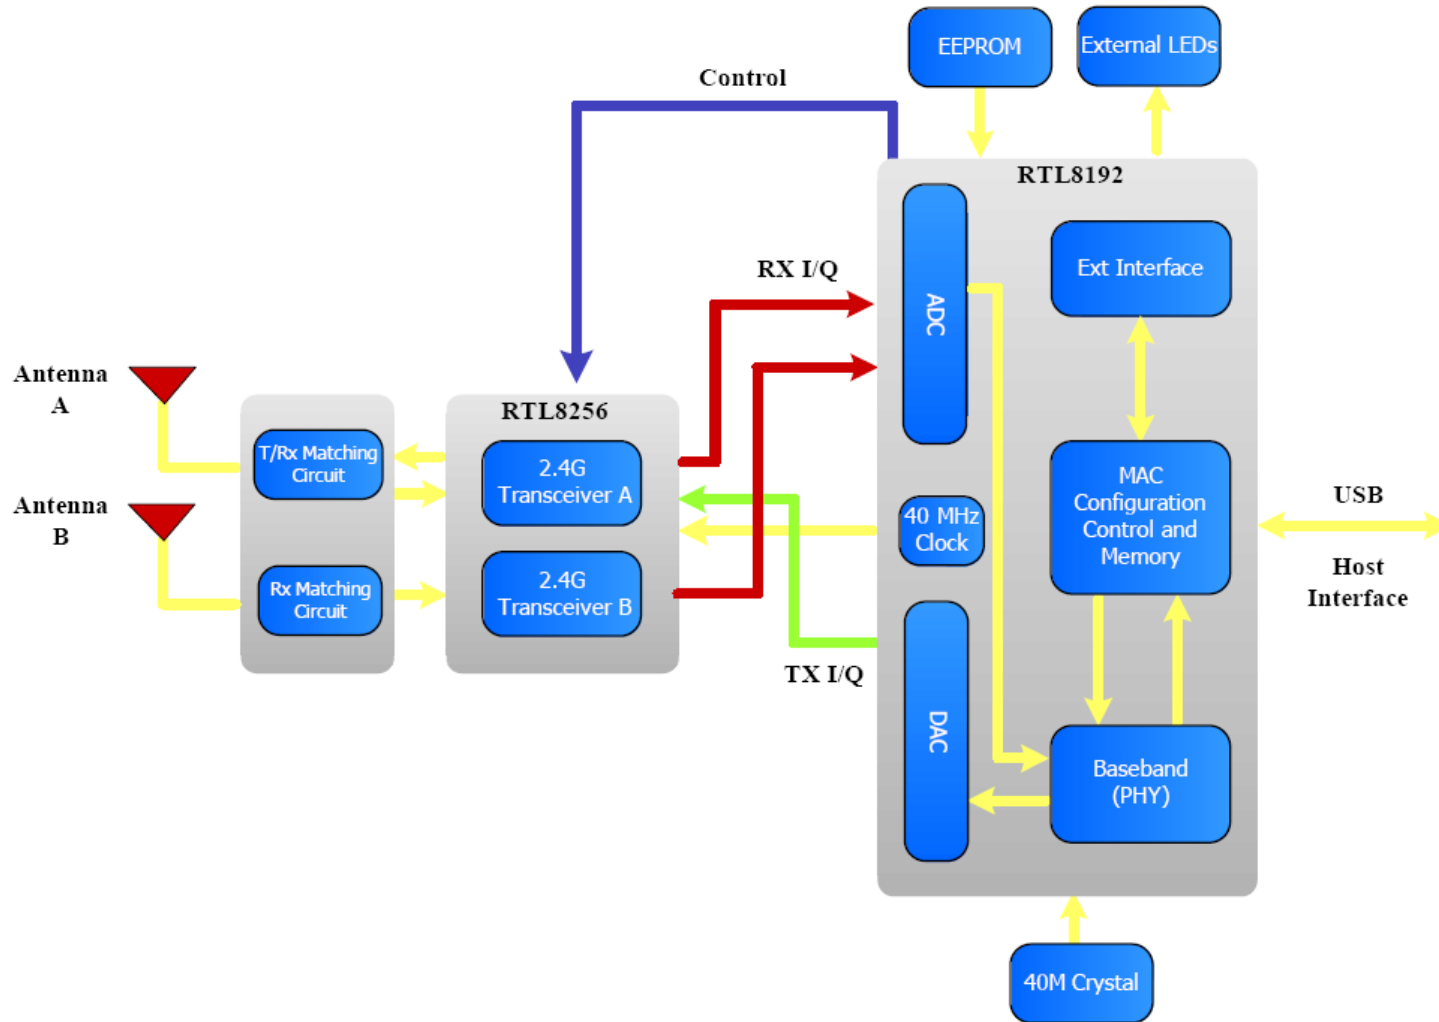 EEPROM
External LEDs
Control
RTL8192
RX I/Q
ADC
Ext Interface
Antenna
A
RTL8256
T/Rx Matching
Circuit
2.4G
Transceiver A
MAC
Configuration
Control and
Memory
USB
Antenna
B
40 MHz
Clock
Host
Interface
Rx Matching
Circuit
2.4G
Transceiver B
TX I/Q
DAC
Baseband
(PHY)
40M Crystal